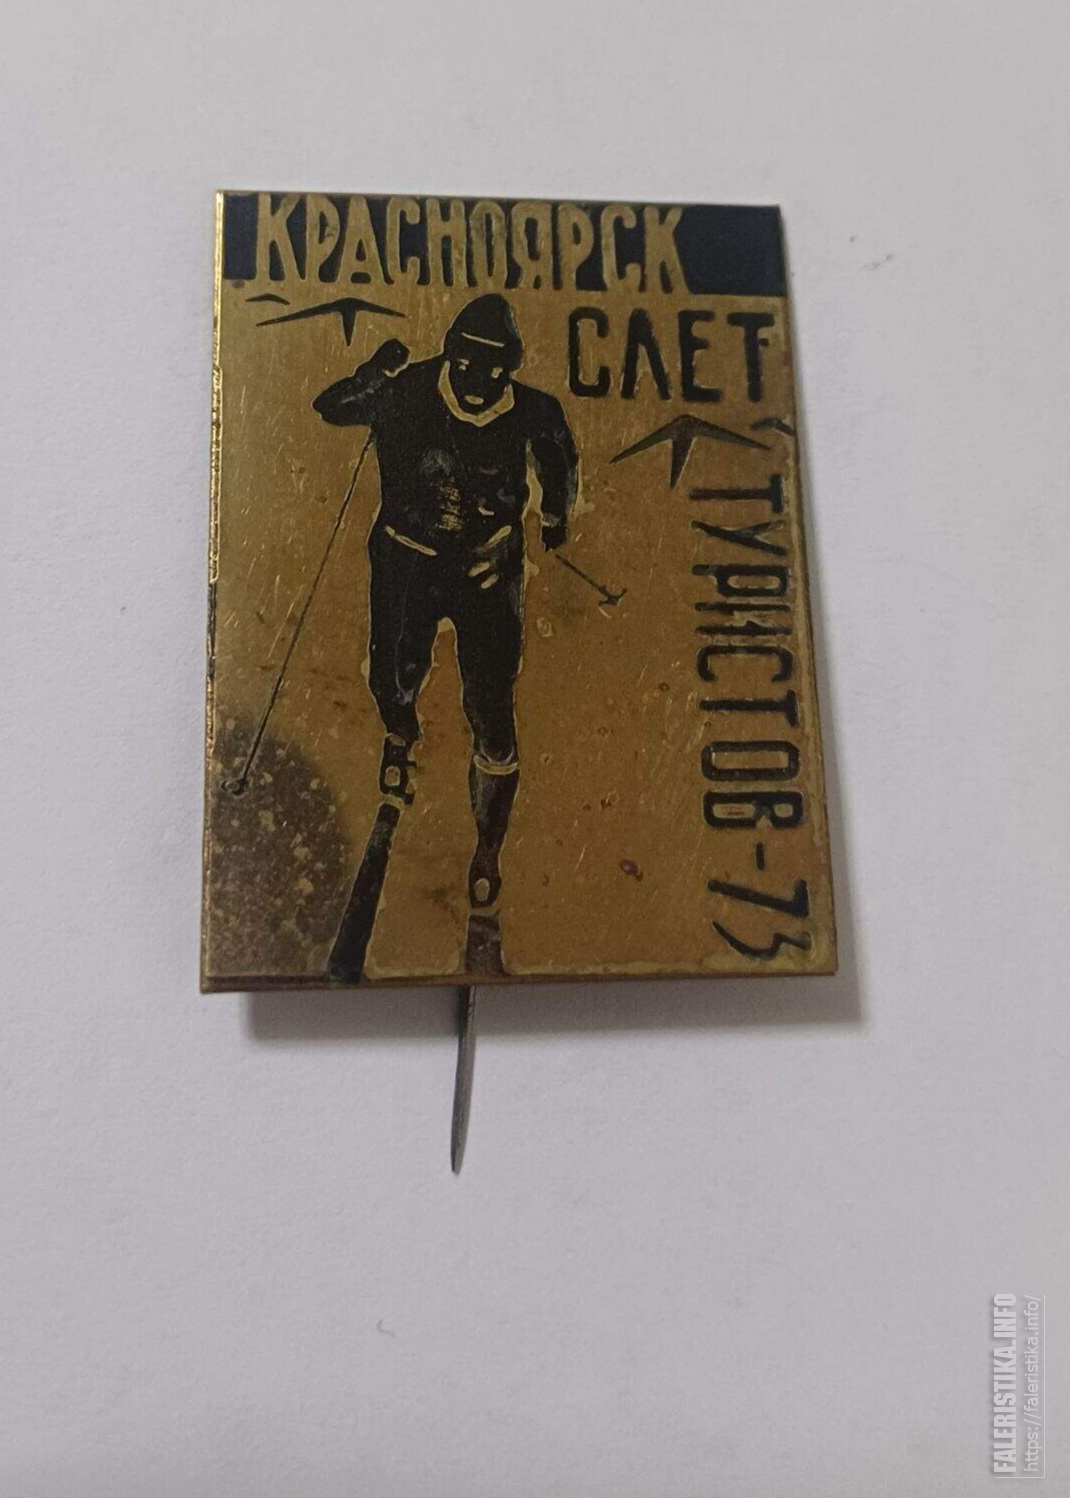 КРАСНОЯРСК
СЛЕТ
ТУРИСТОВ-73
FALERISTIKA.INFO
https://faleristika.info/